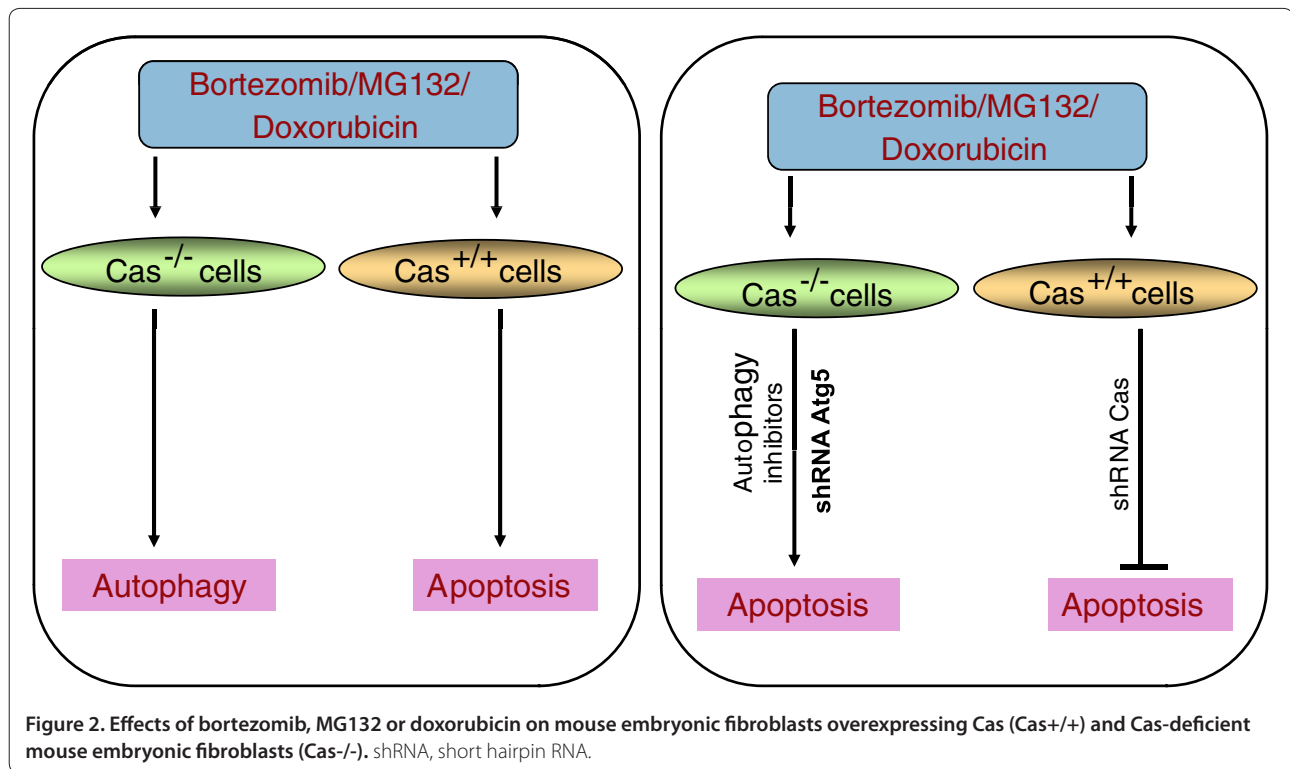 Bortezomib/MG132/
Doxorubicin
Cas-/- cells
Cas+/+ cells
Autophagy
Apoptosis
Bortezomib/MG132/
Doxorubicin
Cas-/- cells
Cas+/+ cells
Autophagy
inhibitors
shRNA Atg5
shRNA Cas
Apoptosis
Apoptosis
Figure 2. Effects of bortezomib, MG132 or doxorubicin on mouse embryonic fibroblasts overexpressing Cas (Cas+/+) and Cas-deficient
mouse embryonic fibroblasts (Cas-/-). shRNA, short hairpin RNA.